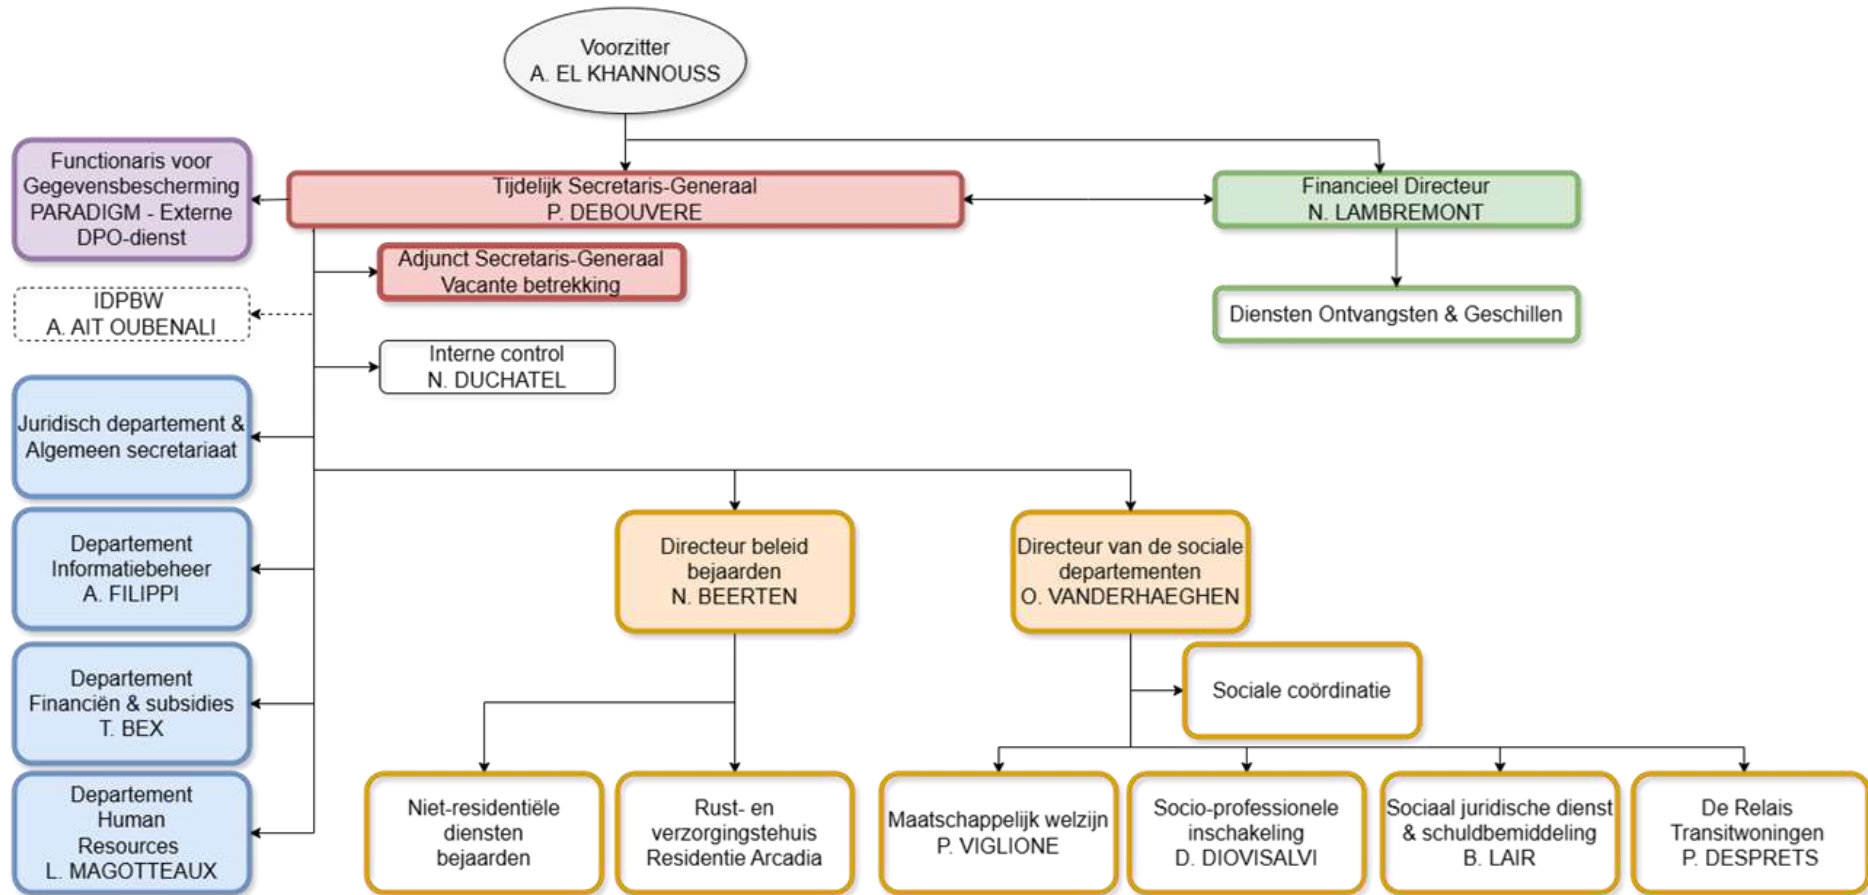 Voorzitter
A. EL KHANNOUSS
Functionaris voor
Gegevensbescherming
PARADIGM - Externe
DPO-dienst
Tijdelijk Secretaris-Generaal
P. DEBOUVERE
Financieel Directeur
N. LAMBREMONT
Adjunct Secretaris-Generaal
Vacante betrekking
IDPBW
A. AIT OUBENALI
Diensten Ontvangsten & Geschillen
Interne control
N. DUCHATEL
Juridisch departement &
Algemeen secretariaat
Departement
Informatiebeheer
A. FILIPPI
Directeur beleid
bejaarden
N. BEERTEN
Directeur van de sociale
departementen
O. VANDERHAEGHEN
Departement
Financiën & subsidies
T. BEX
Sociale coördinatie
Departement
Human
Resources
L. MAGOTTEAUX
Niet-residentiële
diensten
bejaarden
Rust- en
verzorgingstehuis
Residentie Arcadia
Maatschappelijk welzijn
P. VIGLIONE
Socio-professionele
inschakeling
D. DIOVISALVI
Sociaal juridische dienst
& schuldbemiddeling
B. LAIR
De Relais
Transitwoningen
P. DESPRETS